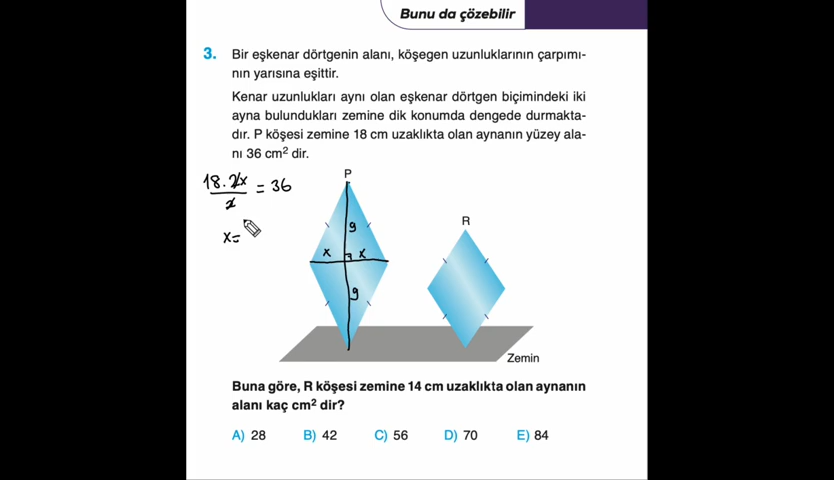 Bunu da çözebilir
3. Bir eşkenar dörtgenin alanı, köşegen uzunluklarının çarpımı-
nın yarısına eşittir.
Kenar uzunlukları aynı olan eşkenar dörtgen biçimindeki iki
ayna bulundukları zemine dik konumda dengede durmakta-
dır. P köşesi zemine 18 cm uzaklıkta olan aynanın yüzey ala-
nı 36 cm² dir.
18.2x/2 = 36
x=
P
9
x x
9
R
Zemin
Buna göre, R köşesi zemine 14 cm uzaklıkta olan aynanın
alanı kaç cm² dir?
A) 28 B) 42 C) 56 D) 70 E) 84